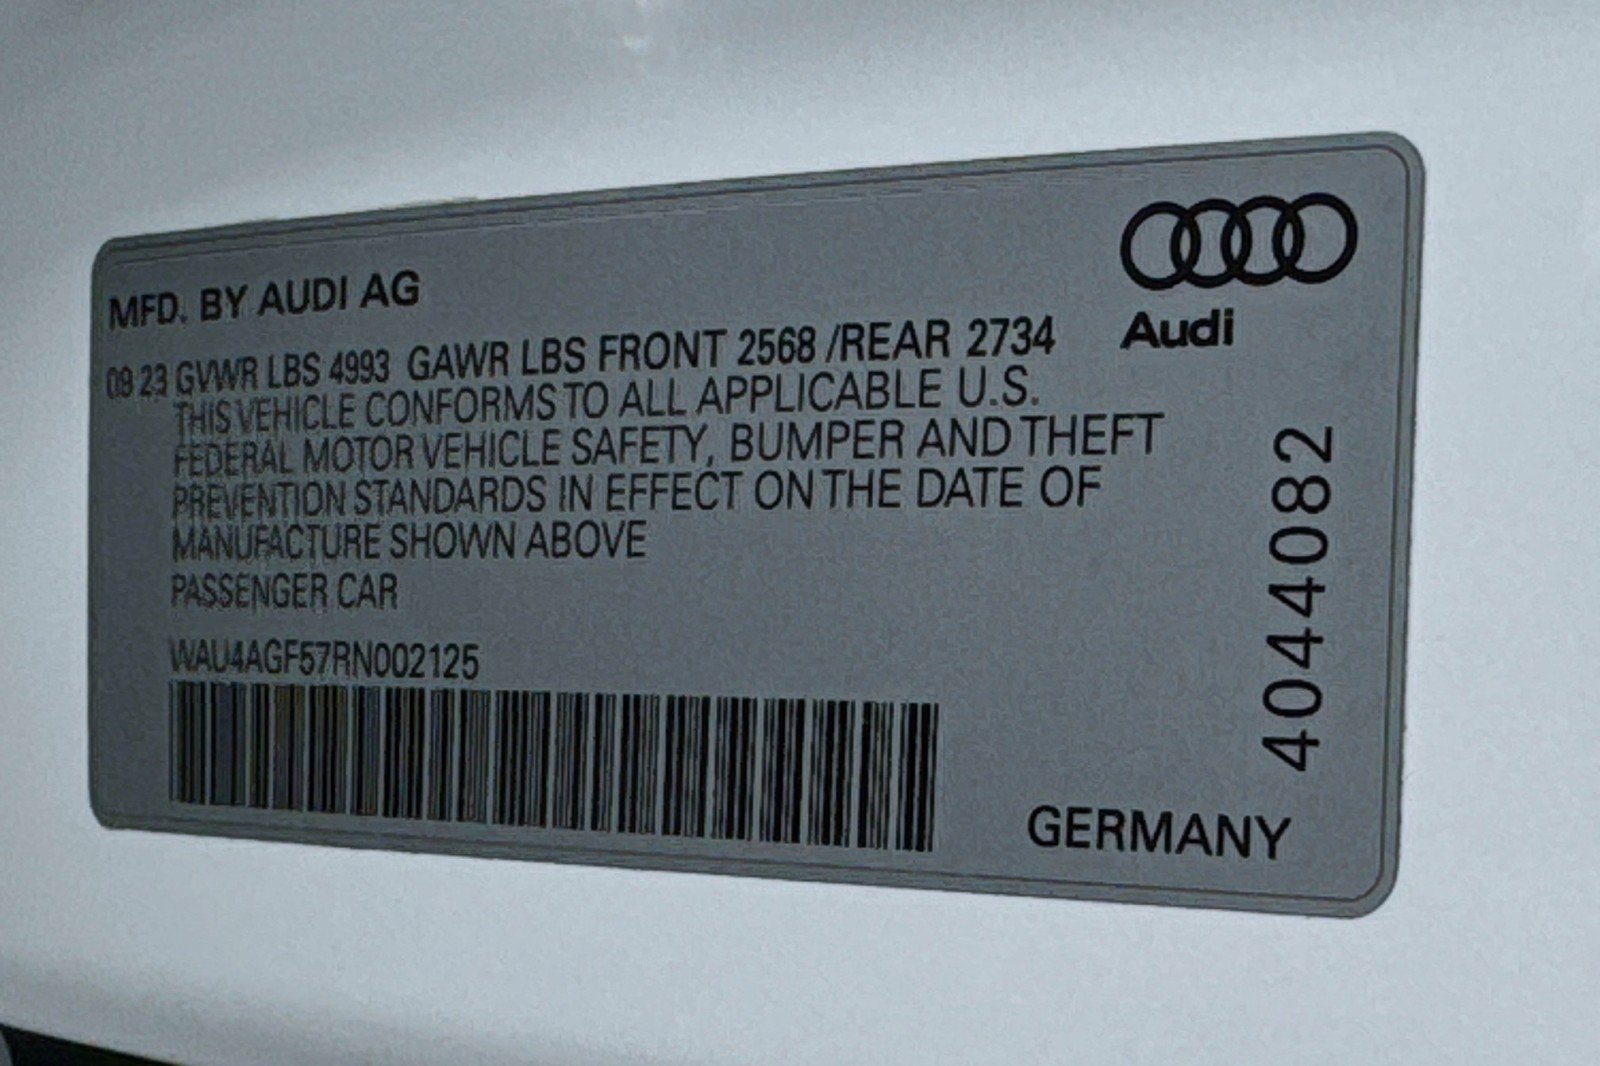 MFD. BY AUDI AG
Audi
09 23 GVWR LBS 4993 GAWR LBS FRONT 2568 /REAR 2734
THIS VEHICLE CONFORMS TO ALL APPLICABLE U.S.
FEDERAL MOTOR VEHICLE SAFETY, BUMPER AND THEFT
PREVENTION STANDARDS IN EFFECT ON THE DATE OF
MANUFACTURE SHOWN ABOVE
PASSENGER CAR
WAU4AGF57RN002125
4044082
GERMANY